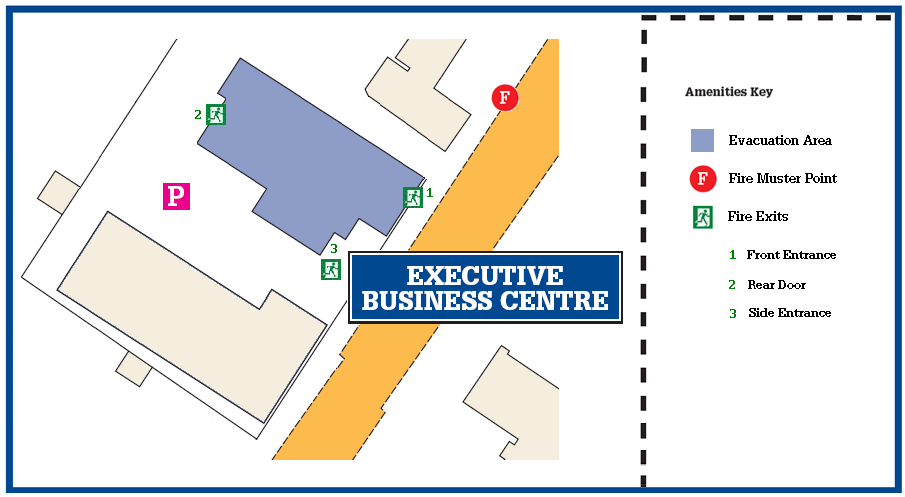 2
F
1
P
3
EXECUTIVE
BUSINESS CENTRE
Amenities Key
Evacuation Area
F Fire Muster Point
Fire Exits
1 Front Entrance
2 Rear Door
3 Side Entrance